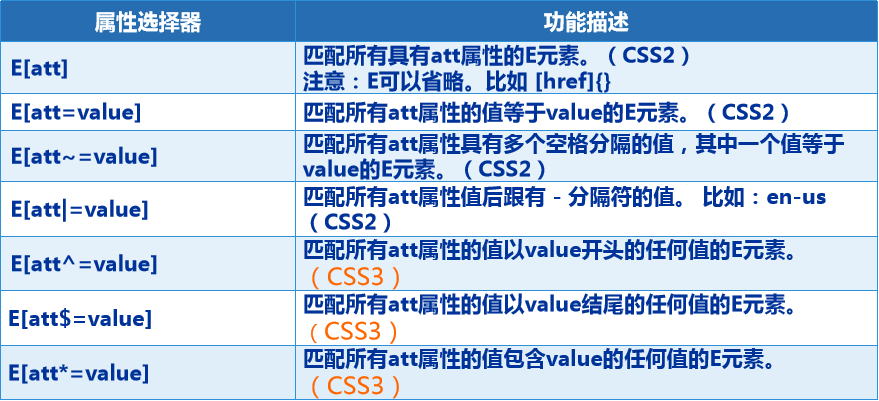 属性选择器 功能描述
E[att] 匹配所有具有att属性的E元素。（CSS2）
注意：E可以省略。比如 [href]{}
E[att=value] 匹配所有att属性的值等于value的E元素。（CSS2）
E[att~=value] 匹配所有att属性具有多个空格分隔的值，其中一个值等于
value的E元素。（CSS2）
E[att|=value] 匹配所有att属性值后跟有 - 分隔符的值。 比如：en-us
（CSS2）
E[att^=value] 匹配所有att属性的值以value开头的任何值的E元素。
（CSS3）
E[att$=value] 匹配所有att属性的值以value结尾的任何值的E元素。
（CSS3）
E[att*=value] 匹配所有att属性的值包含value的任何值的E元素。
（CSS3）